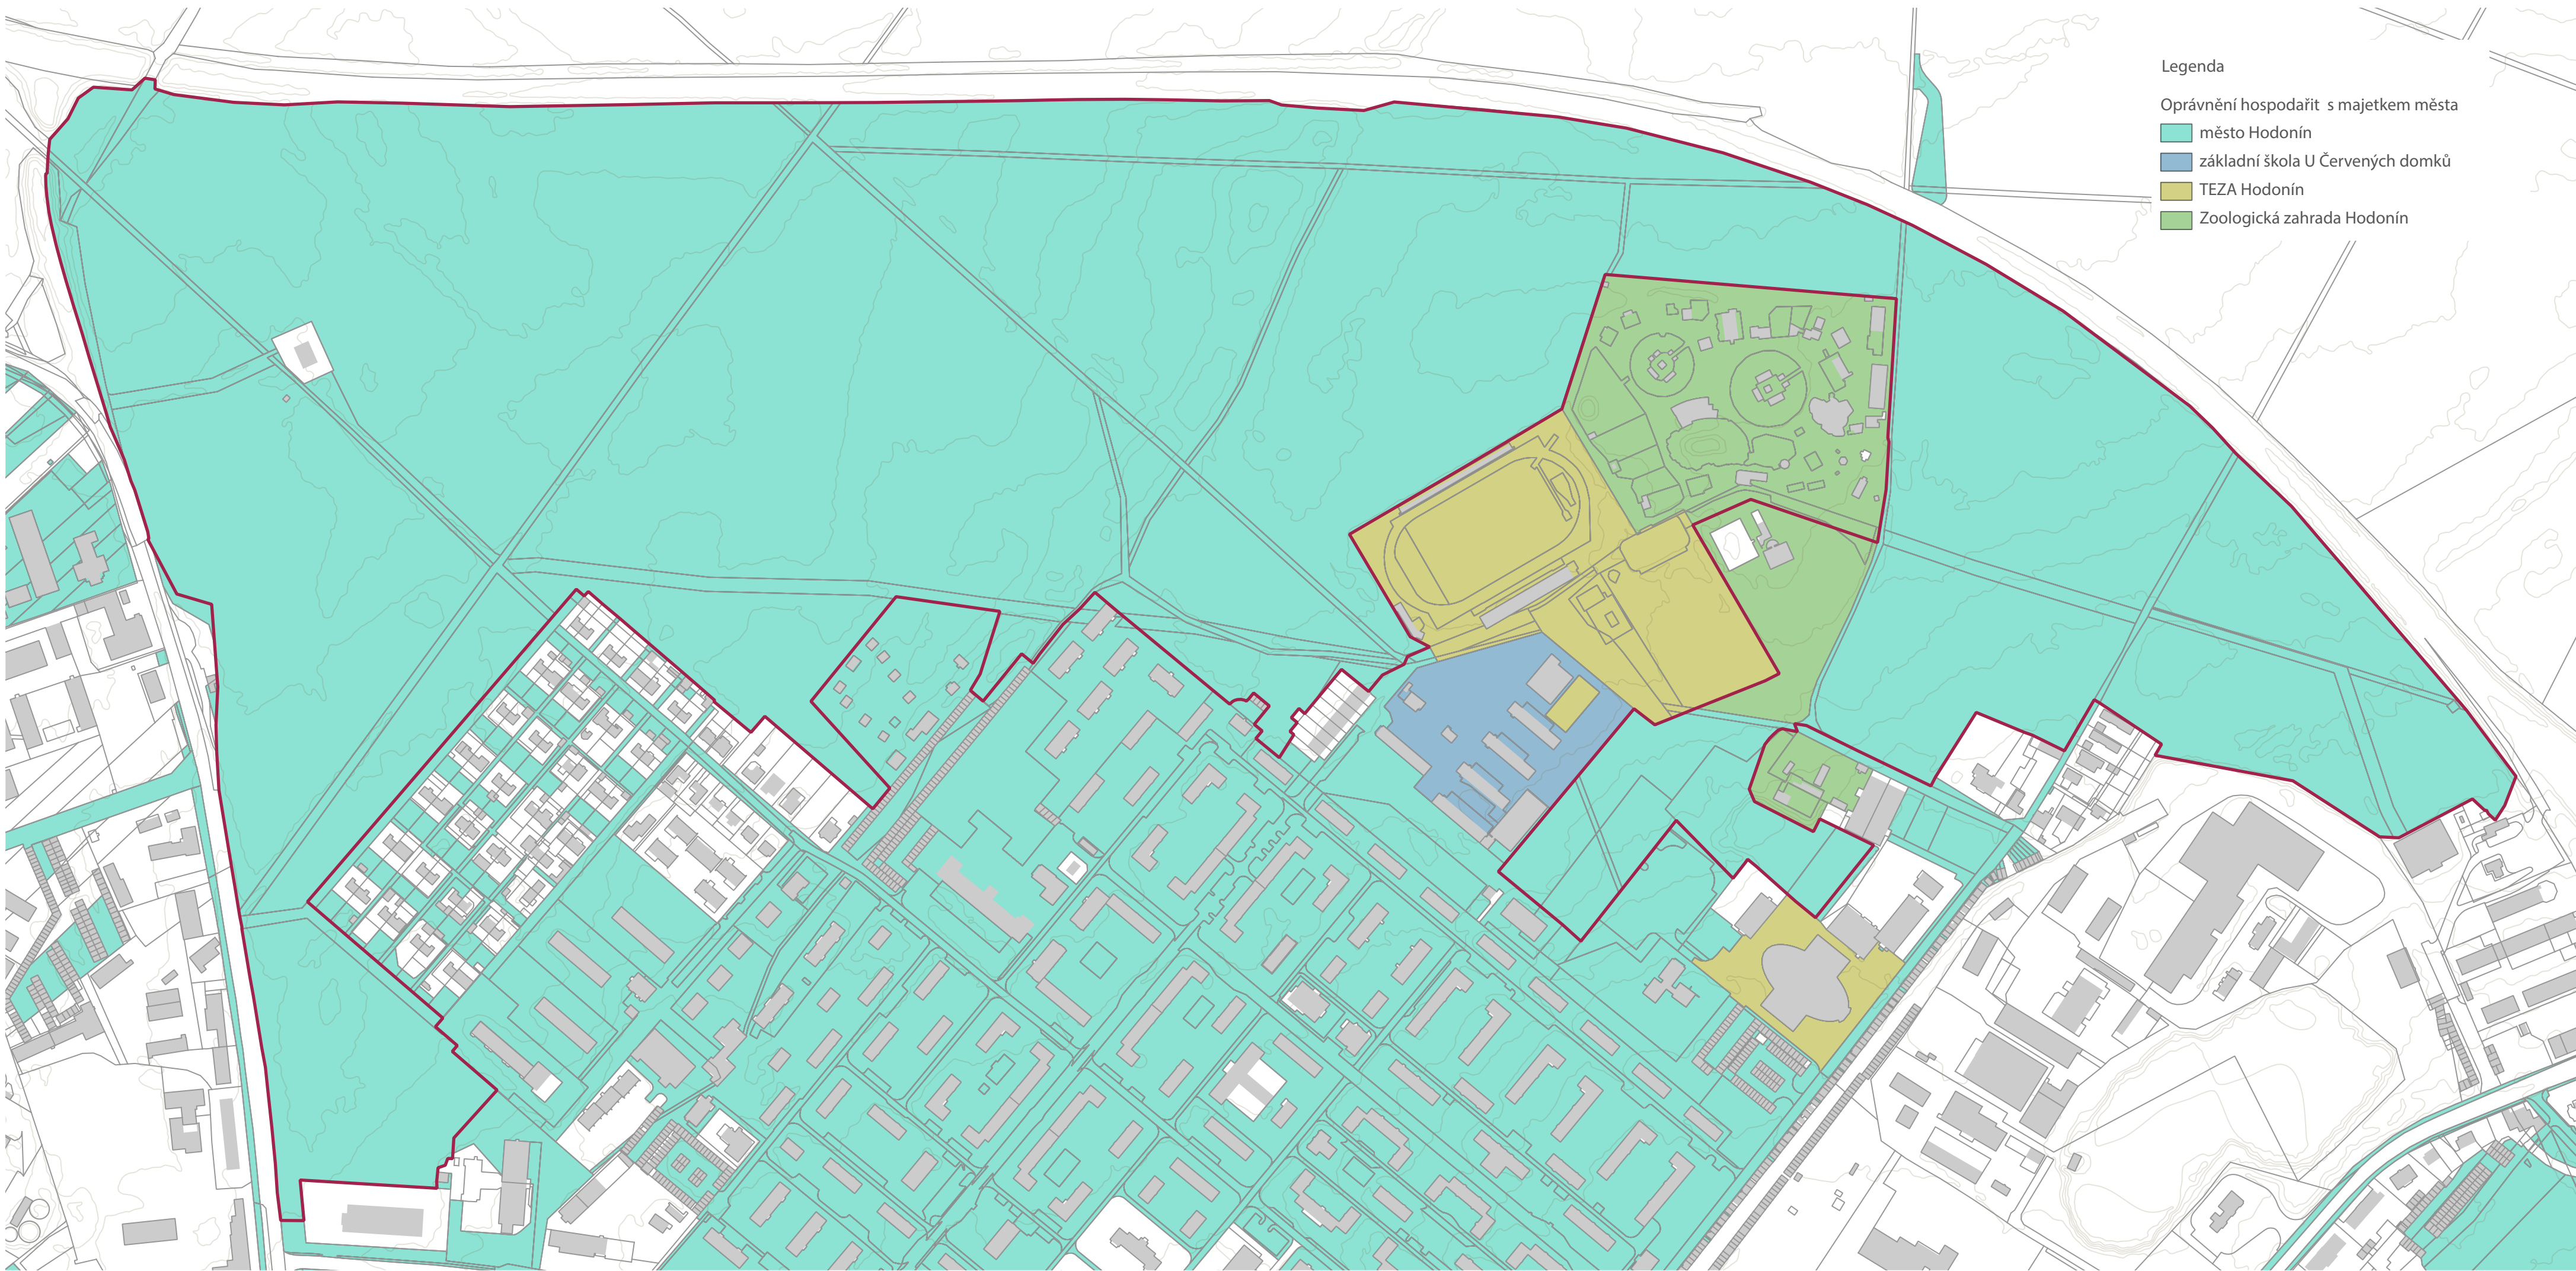 Legenda
Oprávnění hospodařit s majetkem města
město Hodonín
základní škola U Červených domků
TEZA Hodonín
Zoologická zahrada Hodonín